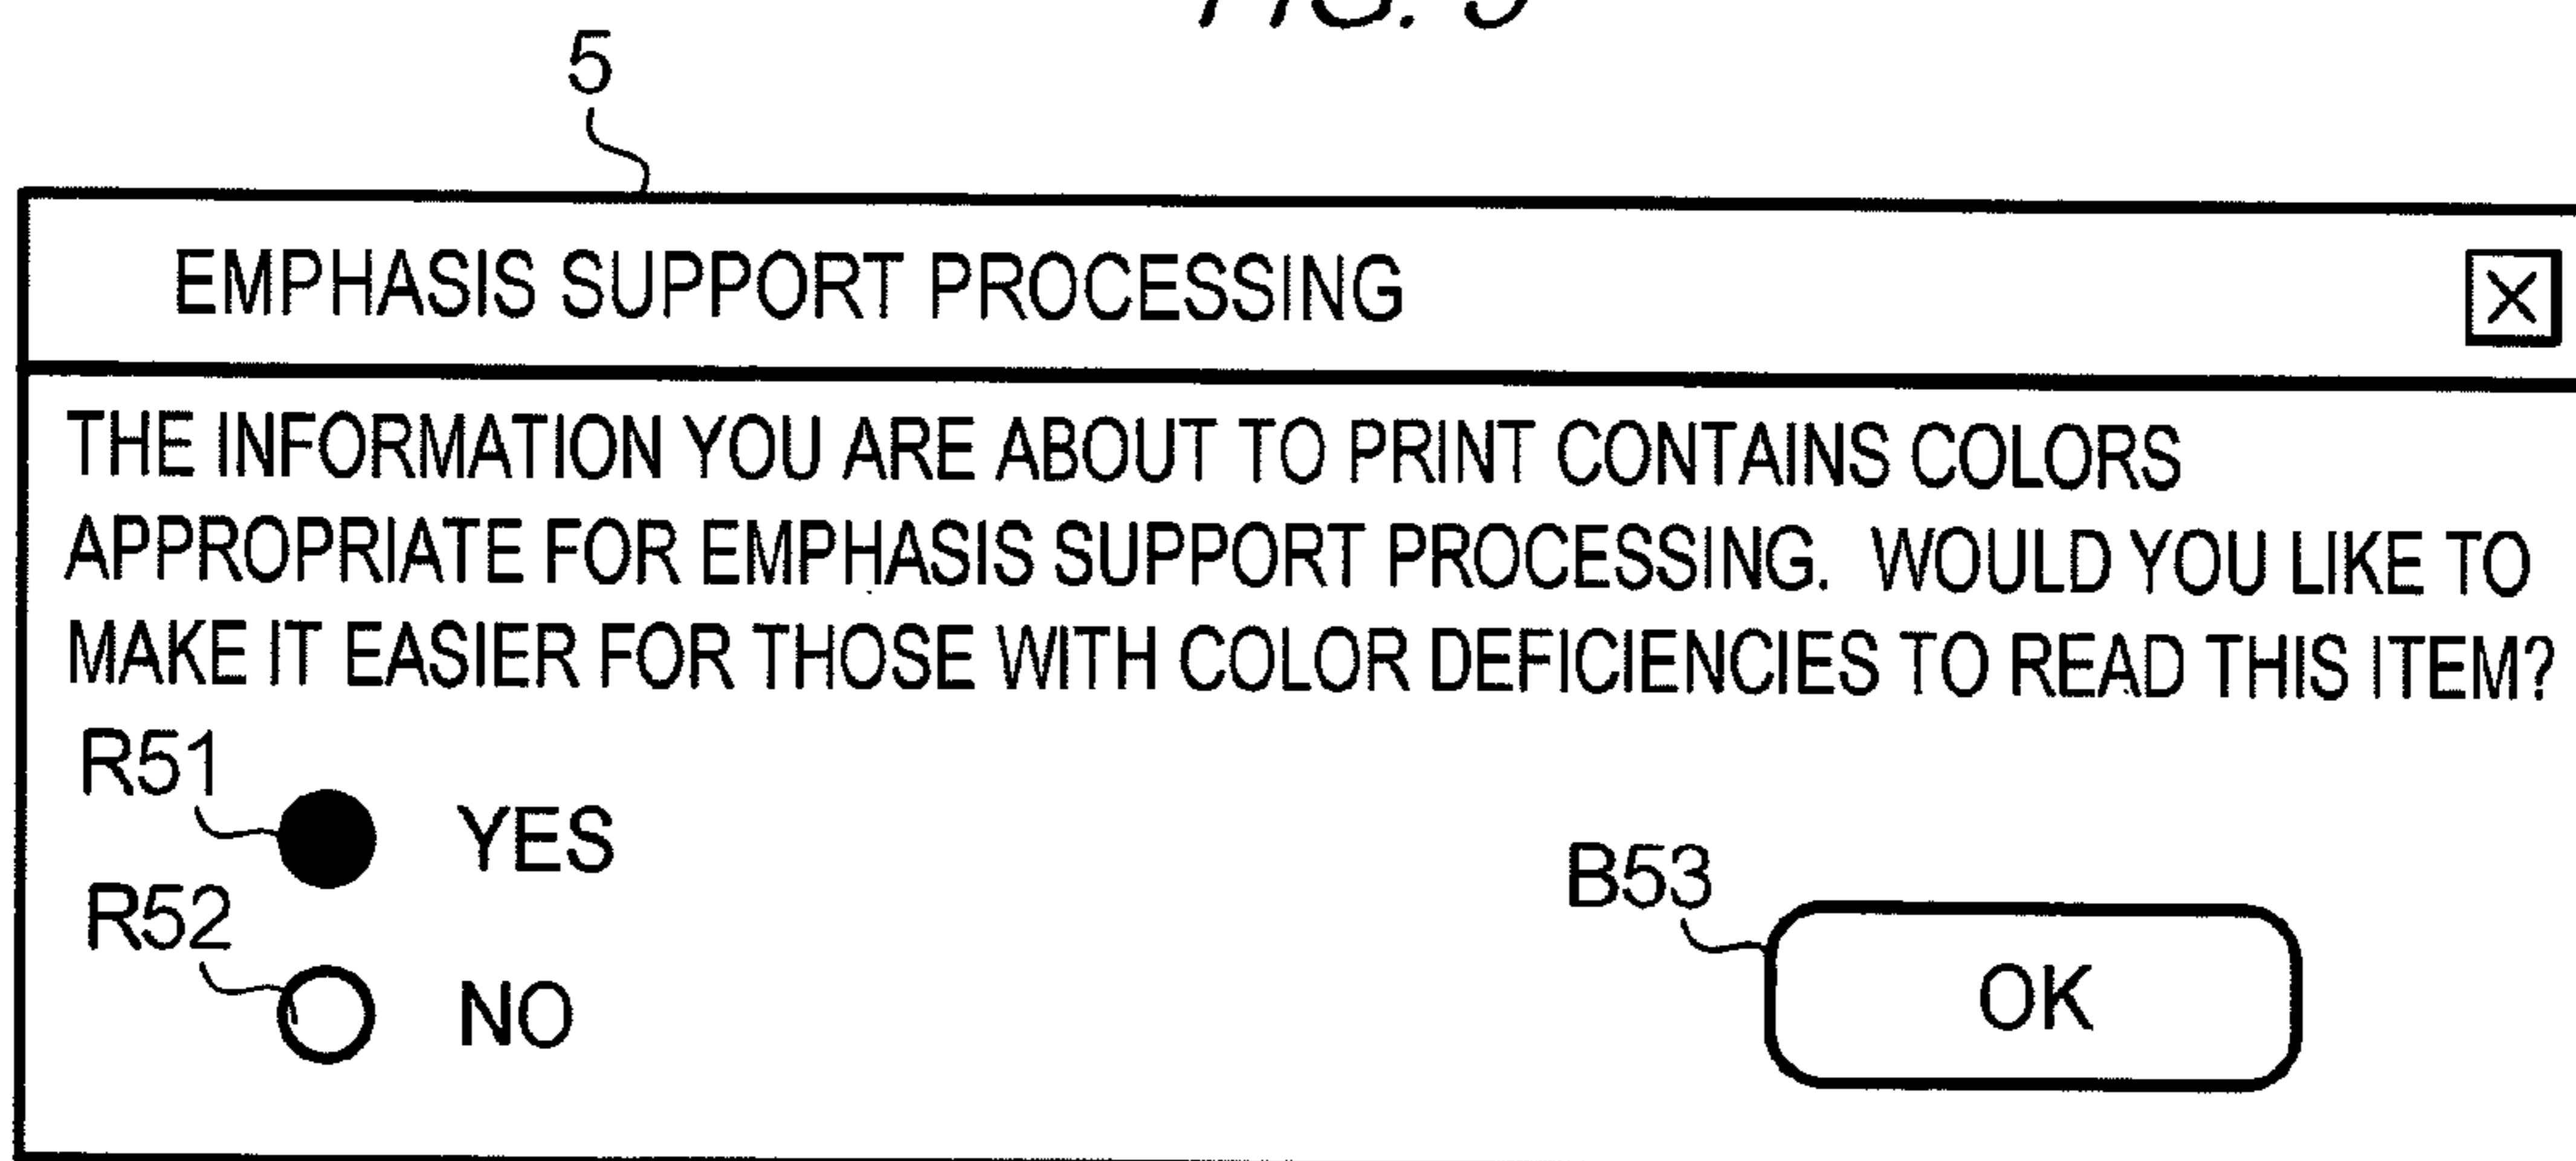 5
EMPHASIS SUPPORT PROCESSING
THE INFORMATION YOU ARE ABOUT TO PRINT CONTAINS COLORS
APPROPRIATE FOR EMPHASIS SUPPORT PROCESSING. WOULD YOU LIKE TO
MAKE IT EASIER FOR THOSE WITH COLOR DEFICIENCIES TO READ THIS ITEM?
R51
YES
R52
NO
B53
OK